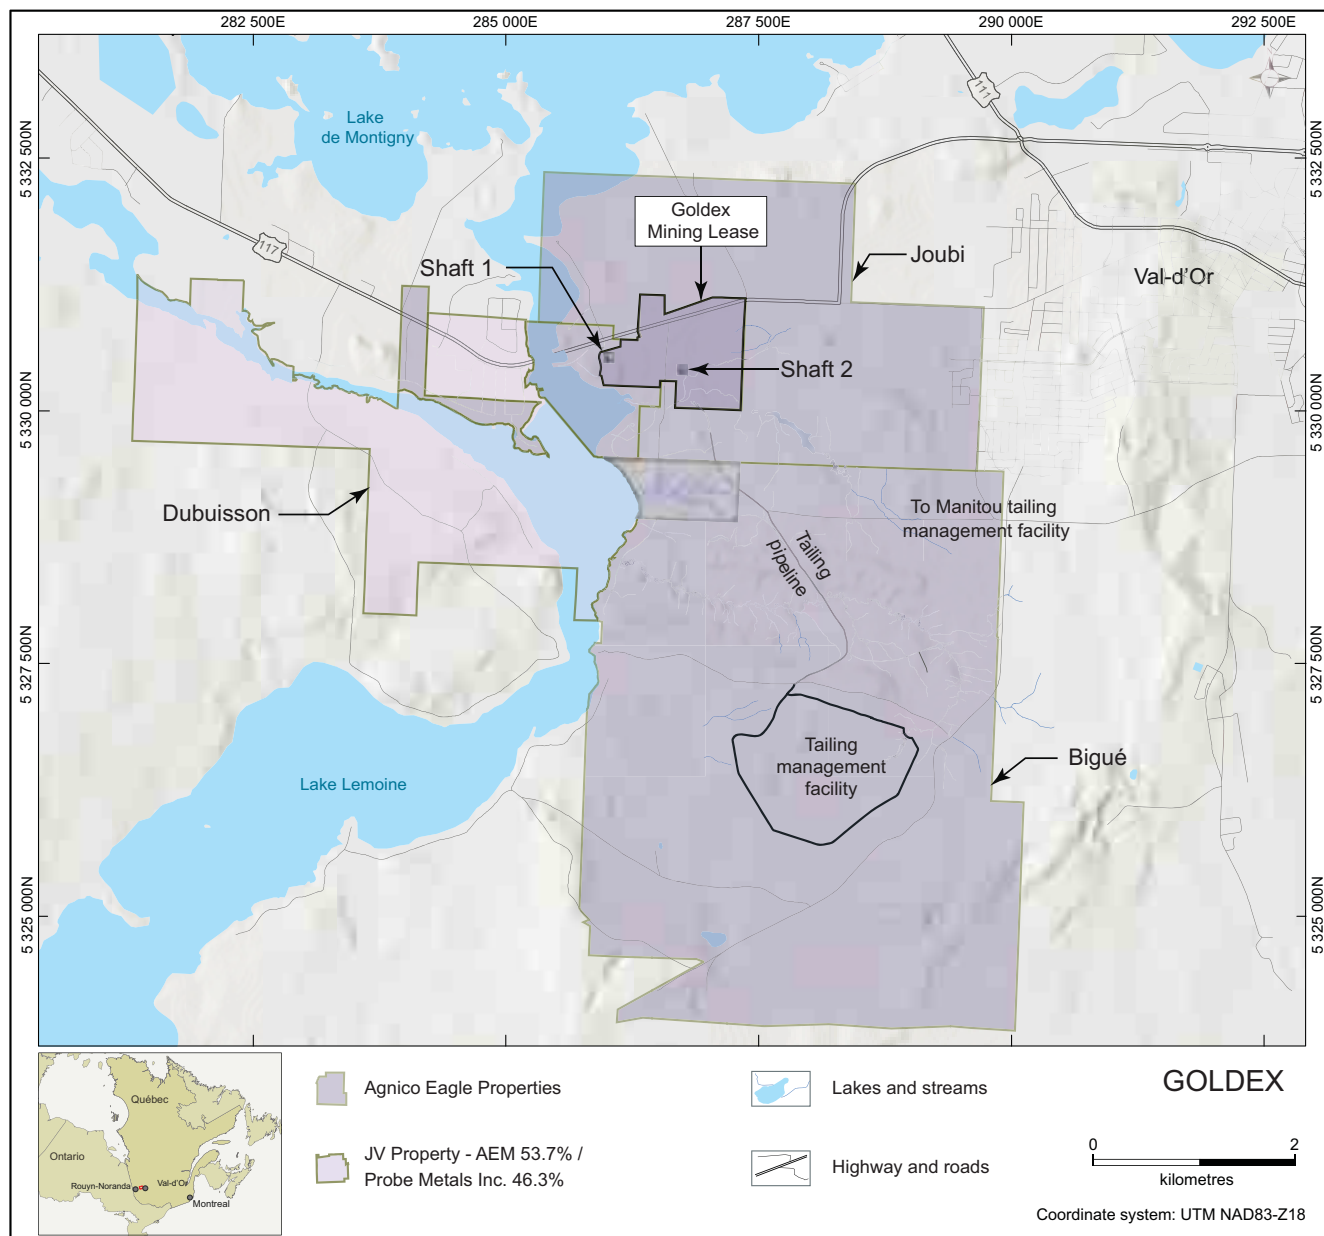 282 500E
285 000E
287 500E
290 000E
292 500E
5 332 500N
5 330 000N
5 327 500N
5 325 000N
5 332 500N
5 330 000N
5 327 500N
5 325 000N
Lake
de Montigny
111
117
Goldex
Mining Lease
Joubi
Val-d'Or
Shaft 1
Shaft 2
Dubuisson
To Manitou tailing
management facility
Tailing
pipeline
Tailing
management
facility
Bigué
Lake Lemoine
Québec
Ontario
Rouyn-Noranda
Val-d'Or
Montreal
Agnico Eagle Properties
JV Property - AEM 53.7% /
Probe Metals Inc. 46.3%
Lakes and streams
Highway and roads
GOLDEX
0
2
kilometres
Coordinate system: UTM NAD83-Z18